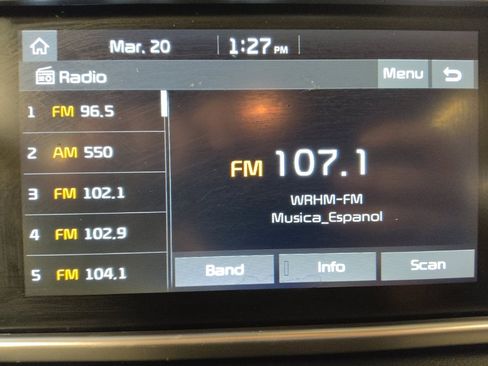 Mar. 20 1:27 PM
Radio Menu
1 FM 96.5
2 AM 550
3 FM 102.1
4 FM 102.9
5 FM 104.1
FM 107.1
WRHM-FM
Musica_Espanol
Band Info Scan